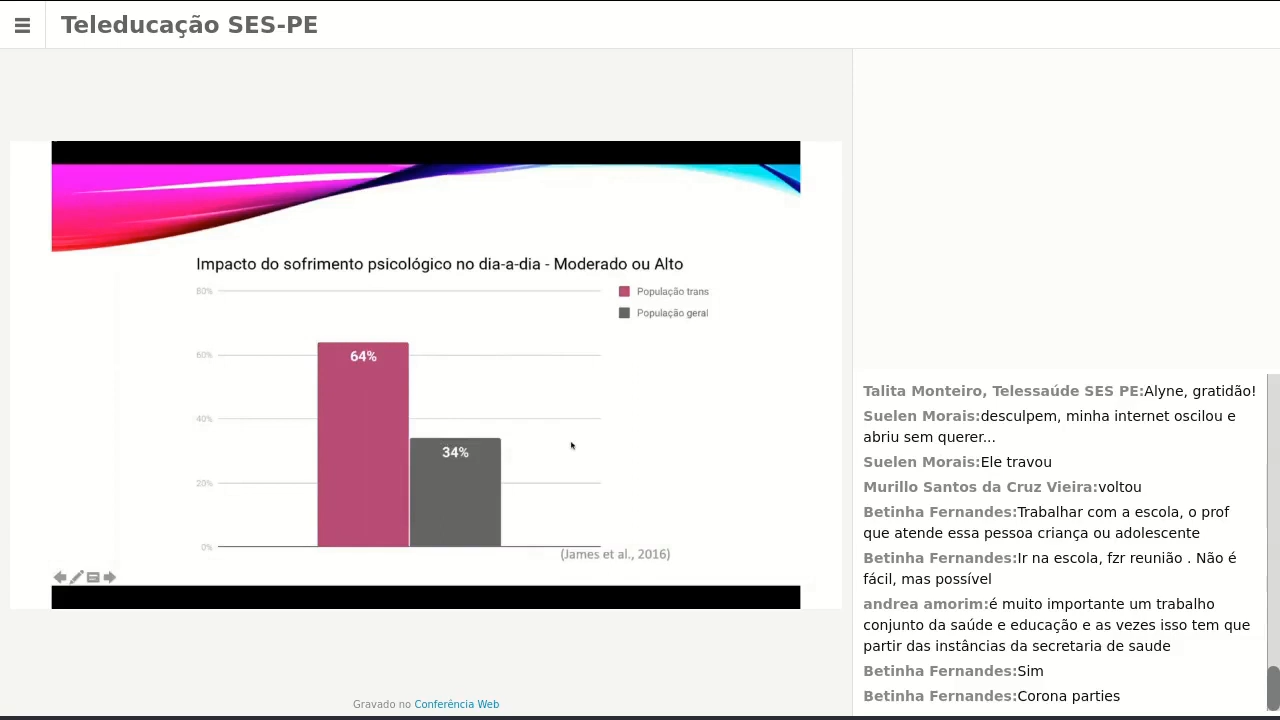 Teleducação SES-PE
Impacto do sofrimento psicológico no dia-a-dia - Moderado ou Alto
80%
População trans
População geral
60%
64%
40%
34%
20%
0%
(James et al., 2016)
Gravado no Conferência Web
Talita Monteiro, Telessaúde SES PE:Alyne, gratidão!
Suelen Morais:desculpem, minha internet oscilou e
abriu sem querer...
Suelen Morais:Ele travou
Murillo Santos da Cruz Vieira:voltou
Betinha Fernandes:Trabalhar com a escola, o prof
que atende essa pessoa criança ou adolescente
Betinha Fernandes:Ir na escola, fzr reunião . Não é
fácil, mas possível
andrea amorim:é muito importante um trabalho
conjunto da saúde e educação e as vezes isso tem que
partir das instâncias da secretaria de saude
Betinha Fernandes:Sim
Betinha Fernandes:Corona parties